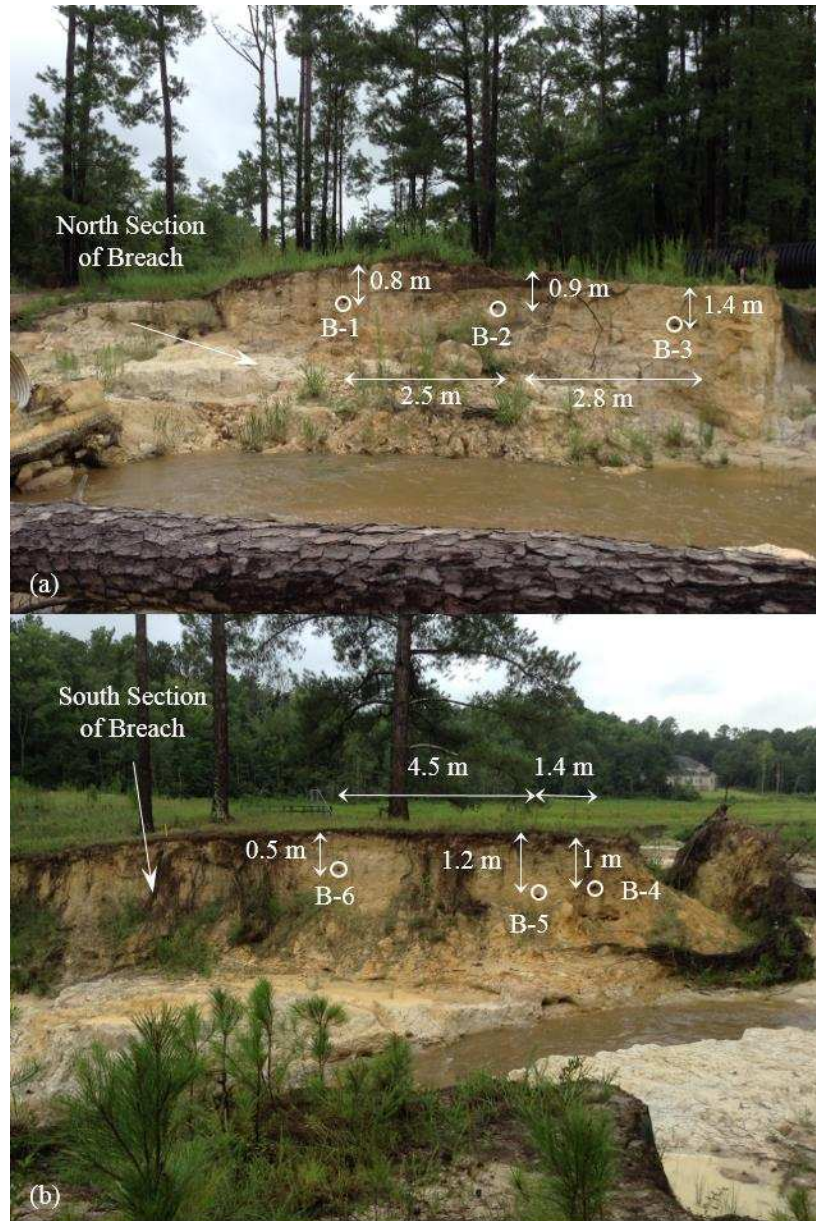 North Section
of Breach
0.8 m
0.9 m
1.4 m
B-1
B-2
B-3
2.5 m
2.8 m
(a)
South Section
of Breach
4.5 m
1.4 m
0.5 m
1.2 m
1 m
B-6
B-5
B-4
(b)